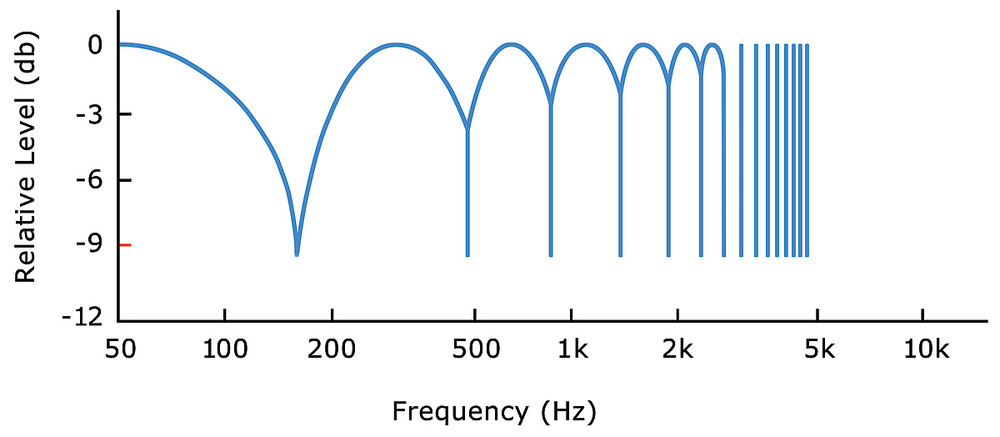 Relative Level (db)
0
-3
-6
-9
-12
50 100 200 500 1k 2k 5k 10k
Frequency (Hz)